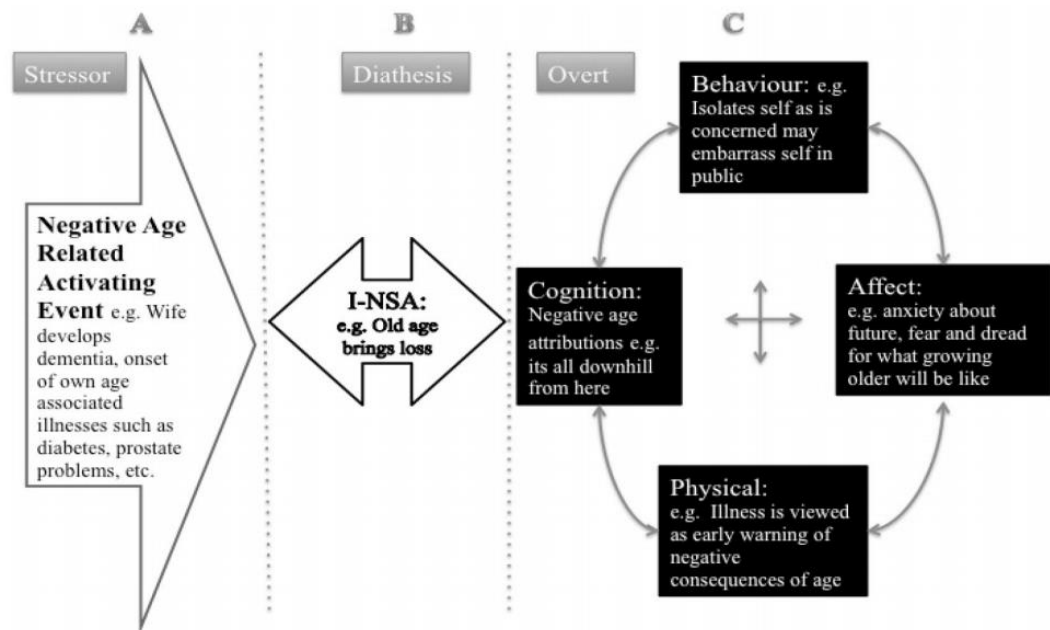 A
B
C
Stressor
Diathesis
Overt
Negative Age
Related
Activating
Event e.g. Wife
develops
dementia, onset
of own age
associated
illnesses such as
diabetes, prostate
problems, etc.
I-NSA:
e.g. Old age
brings loss
Behaviour: e.g.
Isolates self as is
concerned may
embarrass self in
public
Cognition:
Negative age
attributions e.g.
its all downhill
from here
Affect:
e.g. anxiety about
future, fear and dread
for what growing
older will be like
Physical:
e.g. Illness is viewed
as early warning of
negative
consequences of age